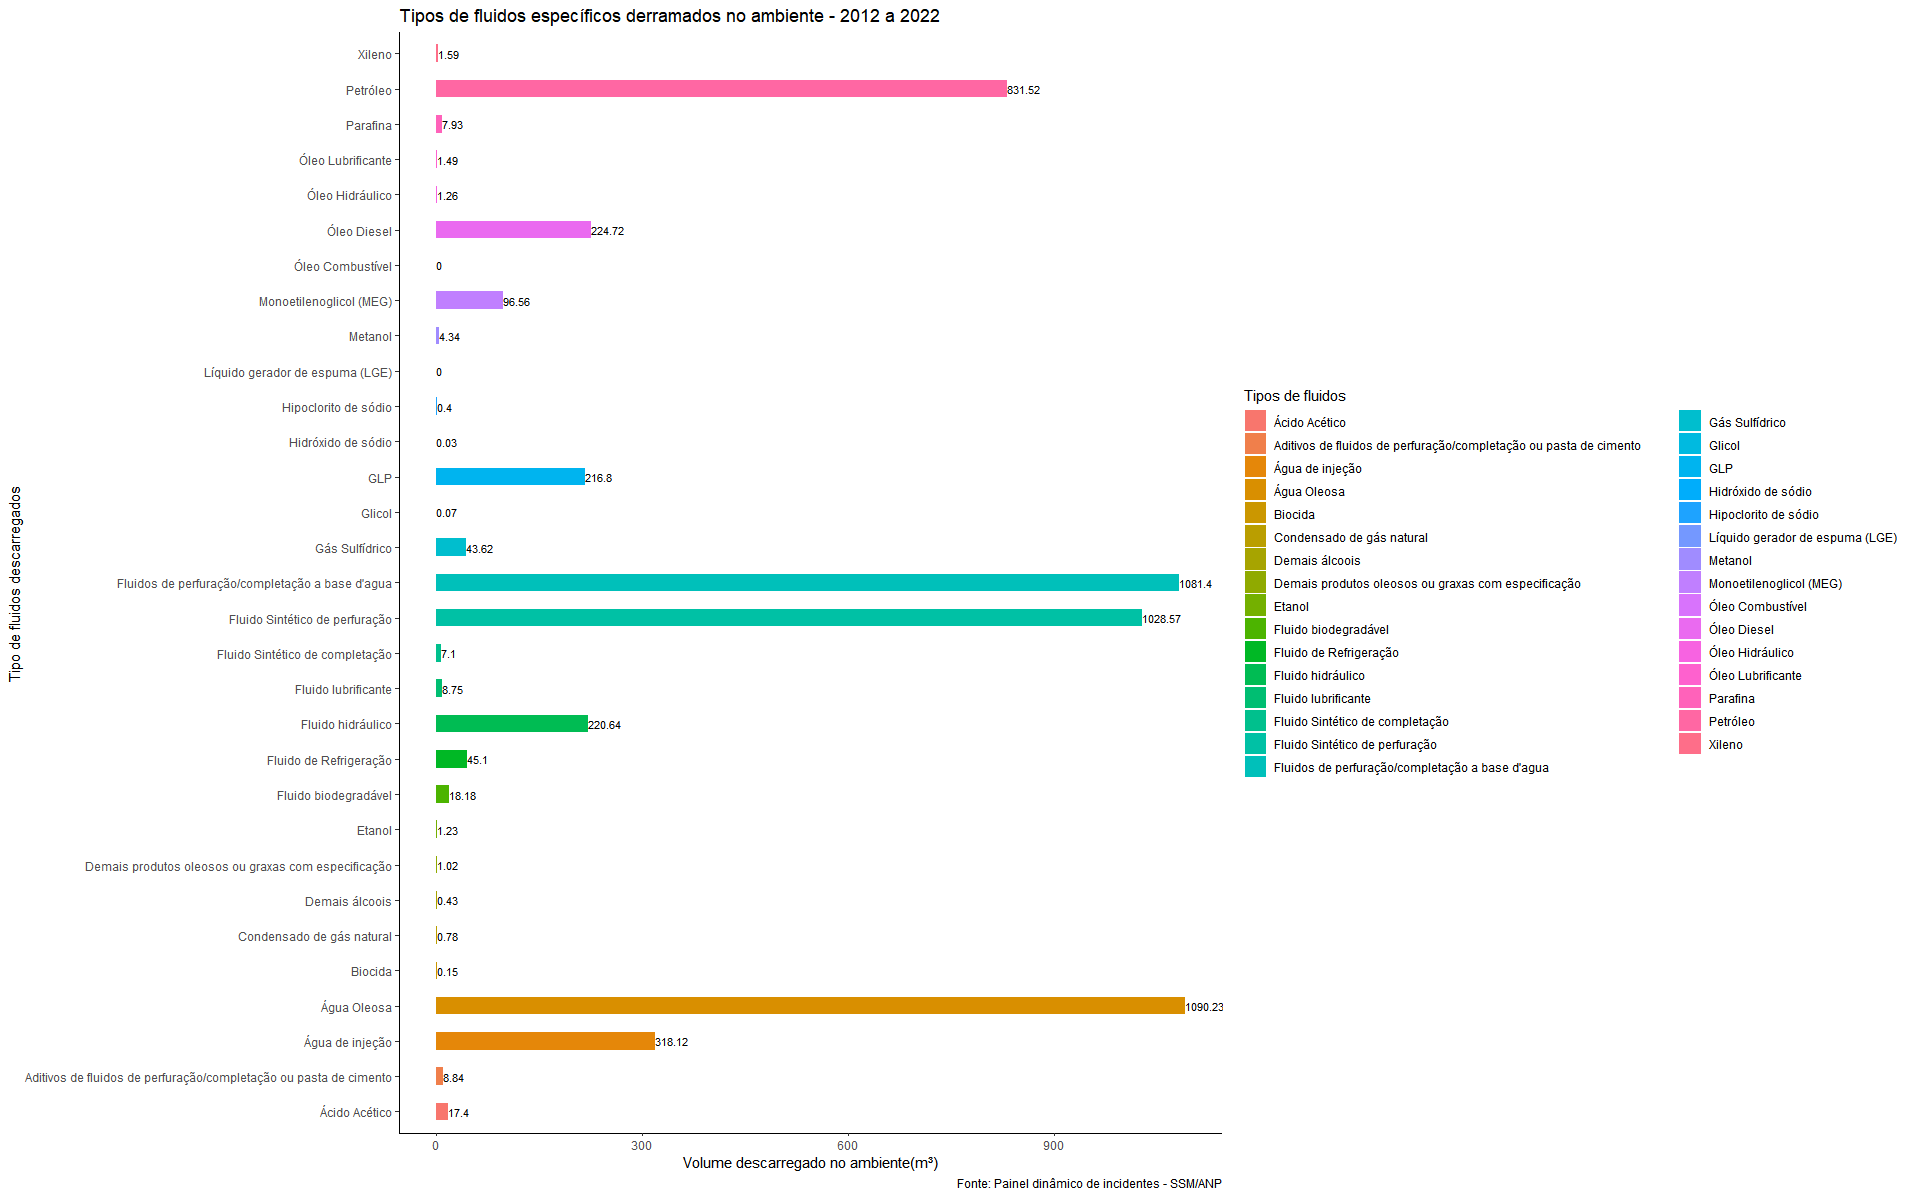 Tipos de fluidos específicos derramados no ambiente - 2012 a 2022
Tipo de fluidos descarregados
Xileno 1.59
Petróleo 831.52
Parafina 7.93
Óleo Lubrificante 1.49
Óleo Hidráulico 1.26
Óleo Diesel 224.72
Óleo Combustível 0
Monoetilenoglicol (MEG) 96.56
Metanol 4.34
Líquido gerador de espuma (LGE) 0
Hipoclorito de sódio 0.4
Hidróxido de sódio 0.03
GLP 216.8
Glicol 0.07
Gás Sulfídrico 43.62
Fluidos de perfuração/completação a base d'agua 1081.4
Fluido Sintético de perfuração 1028.57
Fluido Sintético de completação 7.1
Fluido lubrificante 8.75
Fluido hidráulico 220.64
Fluido de Refrigeração 45.1
Fluido biodegradável 18.18
Etanol 1.23
Demais produtos oleosos ou graxas com especificação 1.02
Demais álcoois 0.43
Condensado de gás natural 0.78
Biocida 0.15
Água Oleosa 1090.23
Água de injeção 318.12
Aditivos de fluidos de perfuração/completação ou pasta de cimento 8.84
Ácido Acético 17.4
0 300 600 900
Volume descarregado no ambiente(m³)
Fonte: Painel dinâmico de incidentes - SSM/ANP
Tipos de fluidos
Ácido Acético
Aditivos de fluidos de perfuração/completação ou pasta de cimento
Água de injeção
Água Oleosa
Biocida
Condensado de gás natural
Demais álcoois
Demais produtos oleosos ou graxas com especificação
Etanol
Fluido biodegradável
Fluido de Refrigeração
Fluido hidráulico
Fluido lubrificante
Fluido Sintético de completação
Fluido Sintético de perfuração
Fluidos de perfuração/completação a base d'agua
Gás Sulfídrico
Glicol
GLP
Hidróxido de sódio
Hipoclorito de sódio
Líquido gerador de espuma (LGE)
Metanol
Monoetilenoglicol (MEG)
Óleo Combustível
Óleo Diesel
Óleo Hidráulico
Óleo Lubrificante
Parafina
Petróleo
Xileno